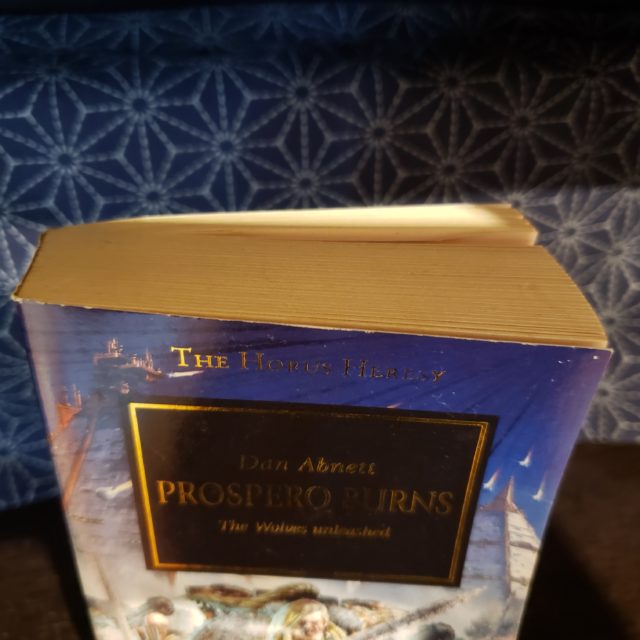 The Horus Heresy
Dan Abnett
PROSPERO BURNS
The Wolves unleashed